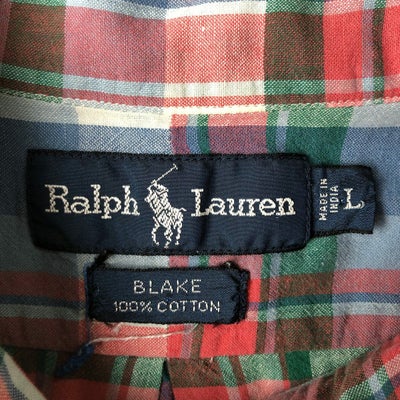 Ralph Lauren
MADE IN
INDIA
L
BLAKE
100% COTTON